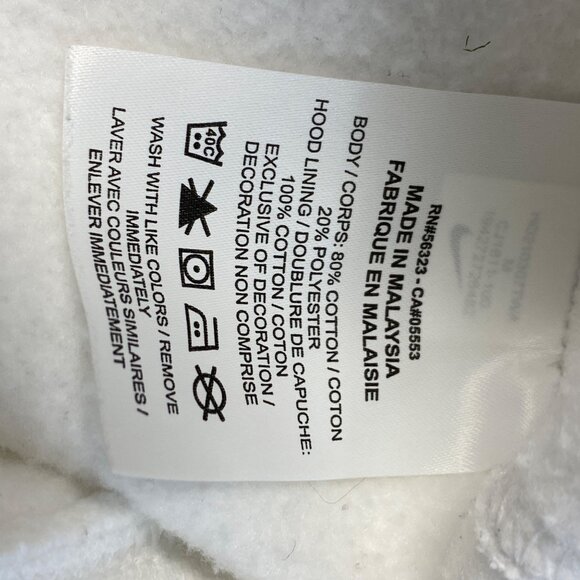 RN#56323 - CA#05553
MADE IN MALAYSIA
FABRIQUE EN MALAISIE
BODY / CORPS: 80% COTTON / COTON
20% POLYESTER
HOOD LINING / DOUBLURE DE CAPUCHE:
100% COTTON / COTON
EXCLUSIVE OF DECORATION /
DECORATION NON COMPRISE
40C
WASH WITH LIKE COLORS / REMOVE
IMMEDIATELY
LAVER AVEC COULEURS SIMILAIRES /
ENLEVER IMMEDIATEMENT